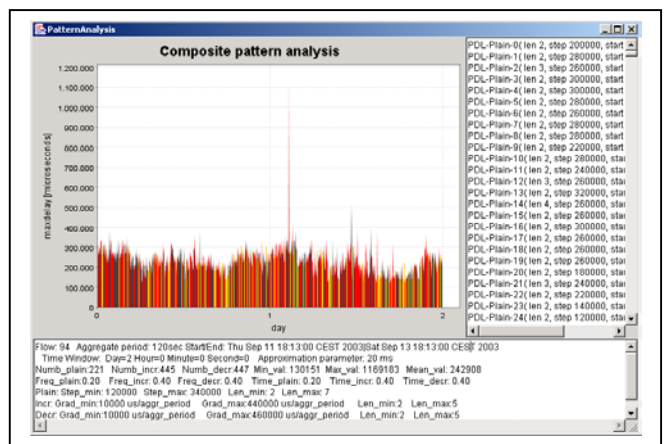 PatternAnalysis
Composite pattern analysis
1.200.000
1.100.000
1.000.000
900.000
800.000
700.000
600.000
500.000
400.000
300.000
200.000
100.000
0
maxdelay [microseconds]
0
1
2
day
PDL-Plain-0( len 2, step 200000, start
PDL-Plain-1( len 2, step 280000, start
PDL-Plain-2( len 3, step 260000, start
PDL-Plain-3( len 2, step 300000, start
PDL-Plain-4( len 2, step 300000, start
PDL-Plain-5( len 2, step 280000, start
PDL-Plain-6( len 2, step 260000, start
PDL-Plain-7( len 2, step 280000, start
PDL-Plain-8( len 2, step 280000, start
PDL-Plain-9( len 2, step 220000, start
PDL-Plain-10( len 2, step 280000, star
PDL-Plain-11( len 2, step 240000, star
PDL-Plain-12( len 3, step 260000, star
PDL-Plain-13( len 2, step 320000, star
PDL-Plain-14( len 4, step 260000, star
PDL-Plain-15( len 2, step 260000, star
PDL-Plain-16( len 2, step 300000, star
PDL-Plain-17( len 2, step 260000, star
PDL-Plain-18( len 2, step 260000, star
PDL-Plain-19( len 2, step 260000, star
PDL-Plain-20( len 2, step 180000, star
PDL-Plain-21( len 3, step 240000, star
PDL-Plain-22( len 2, step 220000, star
PDL-Plain-23( len 2, step 140000, star
PDL-Plain-24( len 2, step 120000, star
Flow: 94 Aggregate period: 120sec Start/End: Thu Sep 11 18:13:00 CEST 2003|Sat Sep 13 18:13:00 CEST 2003
Time Window: Day=2 Hour=0 Minute=0 Second=0 Approximation parameter: 20 ms
Numb_plain:221 Numb_incr:445 Numb_decr:447 Min_val: 130151 Max_val: 1169183 Mean_val: 242908
Freq_plain:0.20 Freq_incr: 0.40 Freq_decr: 0.40 Time_plain: 0.20 Time_incr: 0.40 Time_decr: 0.40
Plain: Step_min: 120000 Step_max: 340000 Len_min: 2 Len_max: 7
Incr: Grad_min:10000 us/aggr_period Grad_max:440000 us/aggr_period Len_min:2 Len_max:5
Decr: Grad_min:10000 us/aggr_period Grad_max:460000 us/aggr_period Len_min:2 Len_max:5